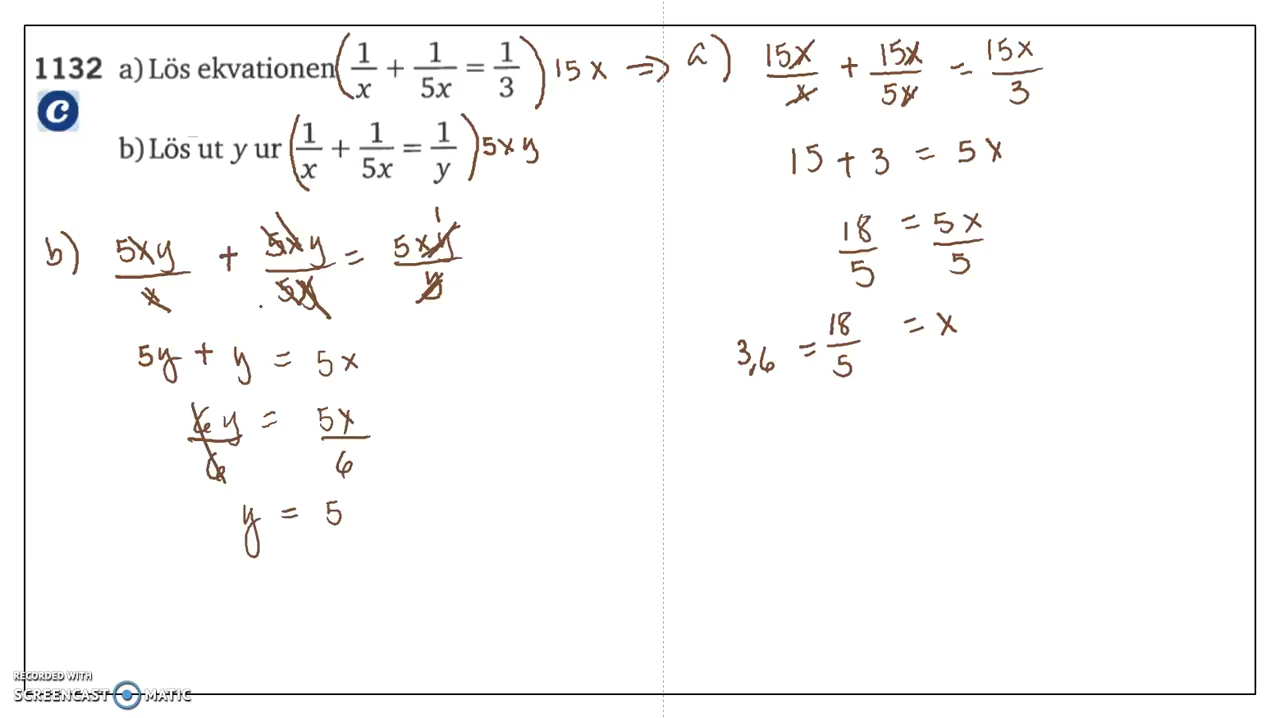 1132 a) Lös ekvationen (1/x + 1/5x = 1/3) 15x ⇒
C
b) Lös ut y ur (1/x + 1/5x = 1/y) 5xy
a) 15x/x + 15x/5x = 15x/3
15 + 3 = 5x
18/5 = 5x/5
3,6 = 18/5 = x
b) 5xy/x + 5xy/5x = 5xy/y
1
5y + y = 5x
6y/6 = 5x/6
y = 5
RECORDED WITH
SCREENCAST MATIC